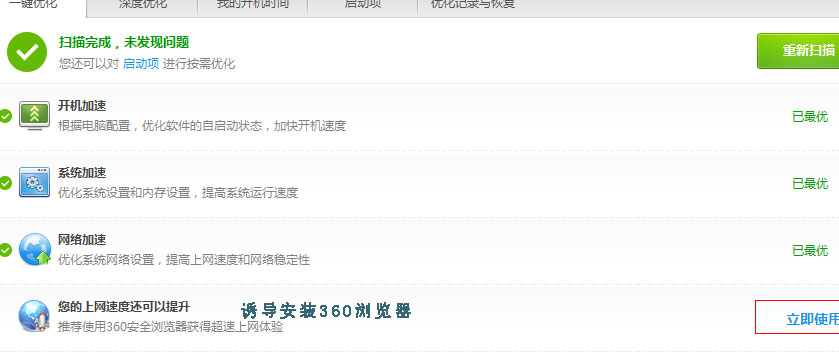 一键优化 深度优化 我的开机时间 启动项 优化记录与恢复
扫描完成，未发现问题
您还可以对 启动项 进行按需优化
重新扫描
开机加速
根据电脑配置，优化软件的自启动状态，加快开机速度
已最优
系统加速
优化系统设置和内存设置，提高系统运行速度
已最优
网络加速
优化系统网络设置，提高上网速度和网络稳定性
已最优
您的上网速度还可以提升
推荐使用360安全浏览器获得超速上网体验
诱导安装360浏览器
立即使用